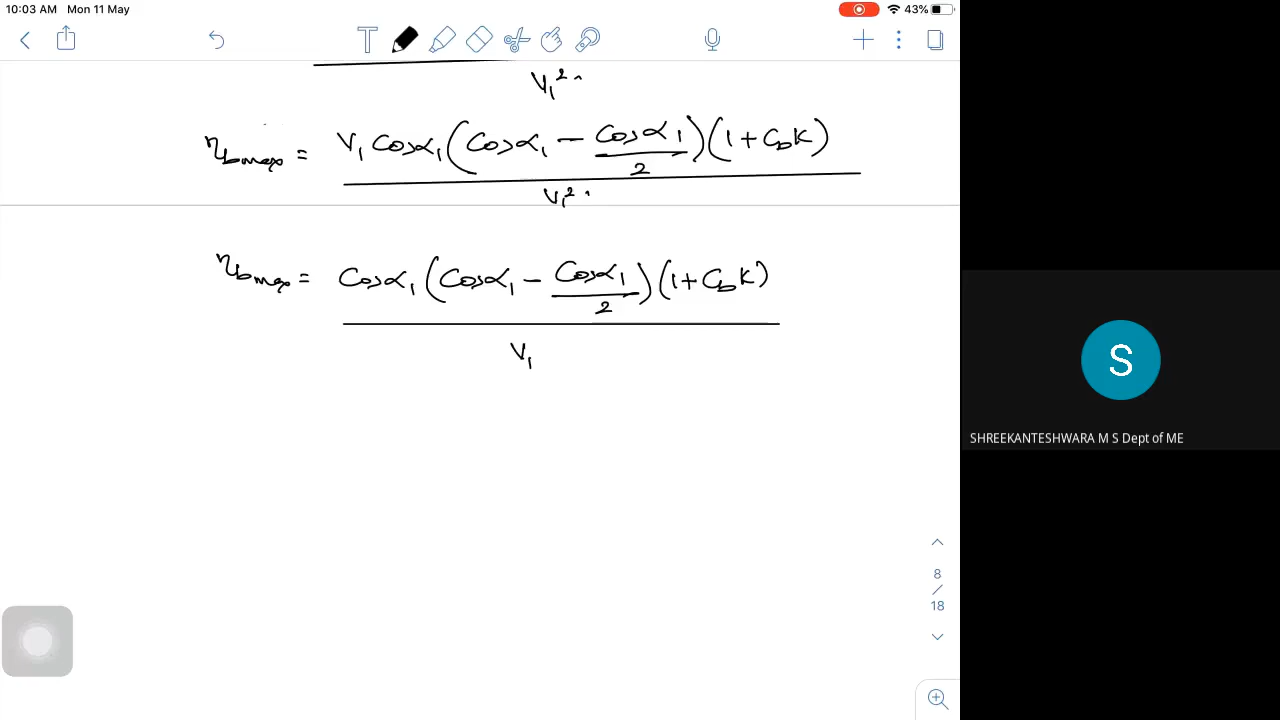 10:03 AM Mon 11 May
43%
V₁² .
η_bmax = V₁ Cosα₁ (Cosα₁ − Cosα₁/2) (1 + C_b K)
V₁² .
η_bmax = Cosα₁ (Cosα₁ − Cosα₁/2) (1 + C_b K)
V₁
8
/
18
S
SHREEKANTESHWARA M S Dept of ME